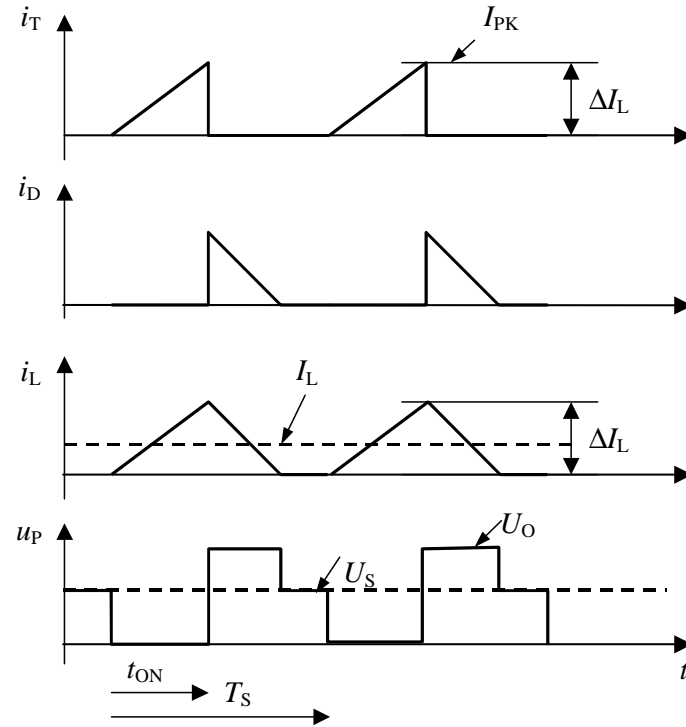 i_T
I_PK
ΔI_L
i_D
i_L
I_L
ΔI_L
u_P
U_O
U_S
t_ON
t
T_S